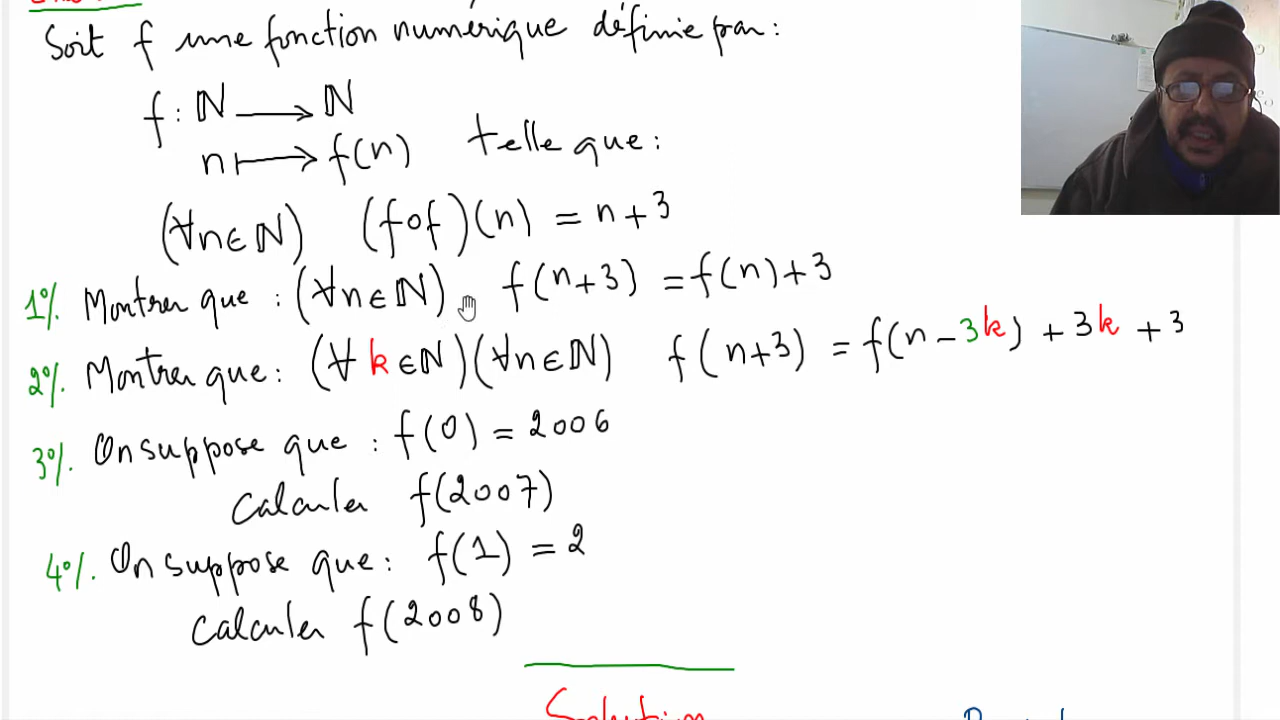 Soit f une fonction numérique définie par :
f : ℕ ⟶ ℕ
n ⟼ f(n) telle que :
(∀n∈ℕ) (fof)(n) = n+3
1°/. Montrer que : (∀n∈ℕ) f(n+3) = f(n)+3
2°/. Montrer que : (∀k∈ℕ)(∀n∈ℕ) f(n+3) = f(n-3k) + 3k + 3
3°/. On suppose que : f(0) = 2006
Calculer f(2007)
4°/. On suppose que : f(1) = 2
Calculer f(2008)
Solution